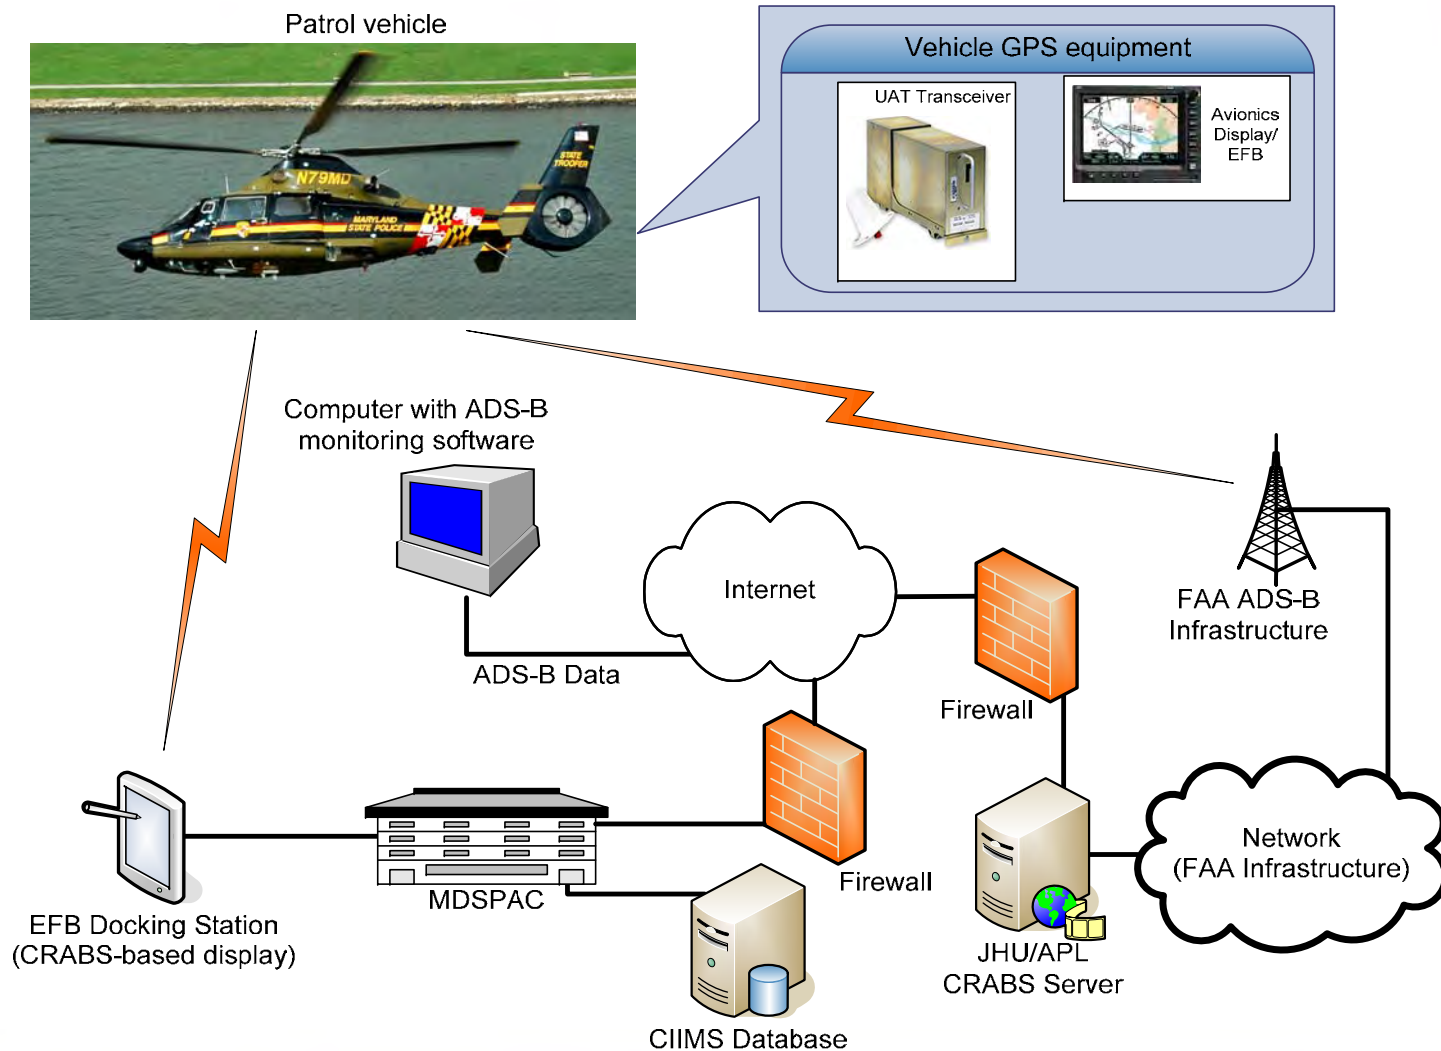 Patrol vehicle
Vehicle GPS equipment
UAT Transceiver
Avionics
Display/
EFB
STATE
TROOPER
N79MD
MARYLAND
STATE POLICE
Computer with ADS-B
monitoring software
Internet
FAA ADS-B
Infrastructure
ADS-B Data
Firewall
Network
(FAA Infrastructure)
Firewall
MDSPAC
EFB Docking Station
(CRABS-based display)
JHU/APL
CRABS Server
CIIMS Database